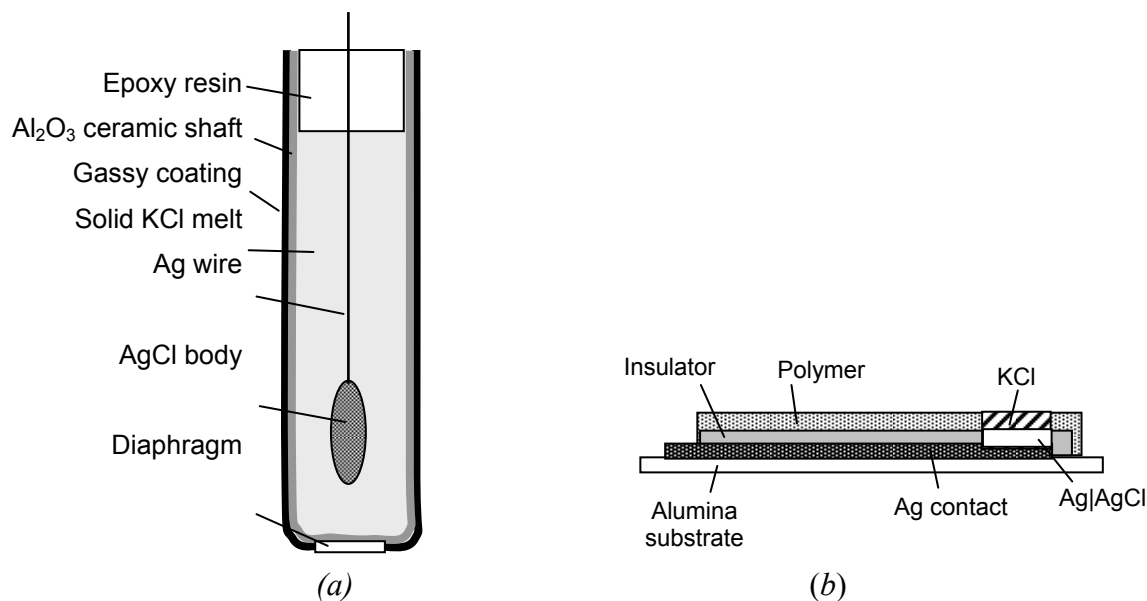 Epoxy resin
Al₂O₃ ceramic shaft
Gassy coating
Solid KCl melt
Ag wire
AgCl body
Diaphragm
(a)
Insulator
Polymer
KCl
Alumina
substrate
Ag contact
Ag|AgCl
(b)